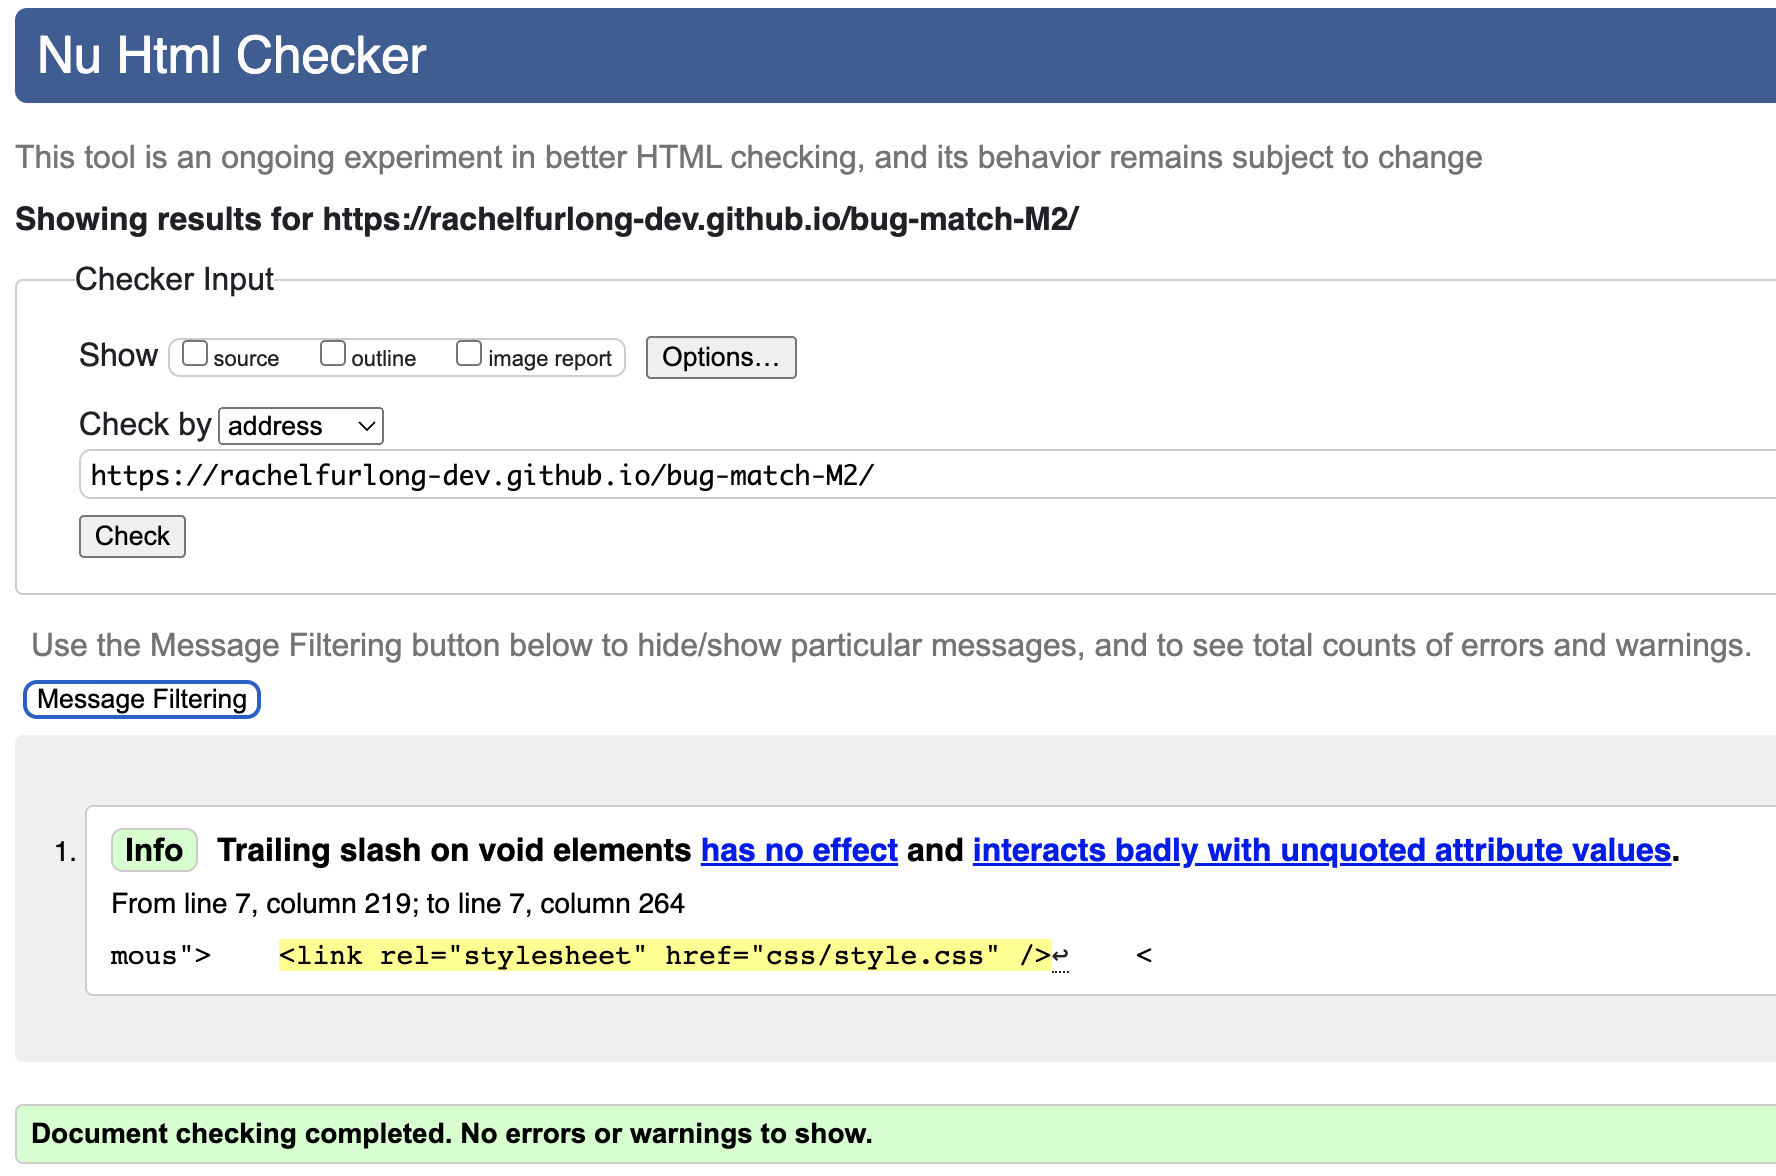 Nu Html Checker
This tool is an ongoing experiment in better HTML checking, and its behavior remains subject to change
Showing results for https://rachelfurlong-dev.github.io/bug-match-M2/
Checker Input
Show source outline image report Options...
Check by address
https://rachelfurlong-dev.github.io/bug-match-M2/
Check
Use the Message Filtering button below to hide/show particular messages, and to see total counts of errors and warnings.
Message Filtering
1. Info Trailing slash on void elements has no effect and interacts badly with unquoted attribute values.
From line 7, column 219; to line 7, column 264
mous">    <link rel="stylesheet" href="css/style.css" />↩    <
Document checking completed. No errors or warnings to show.